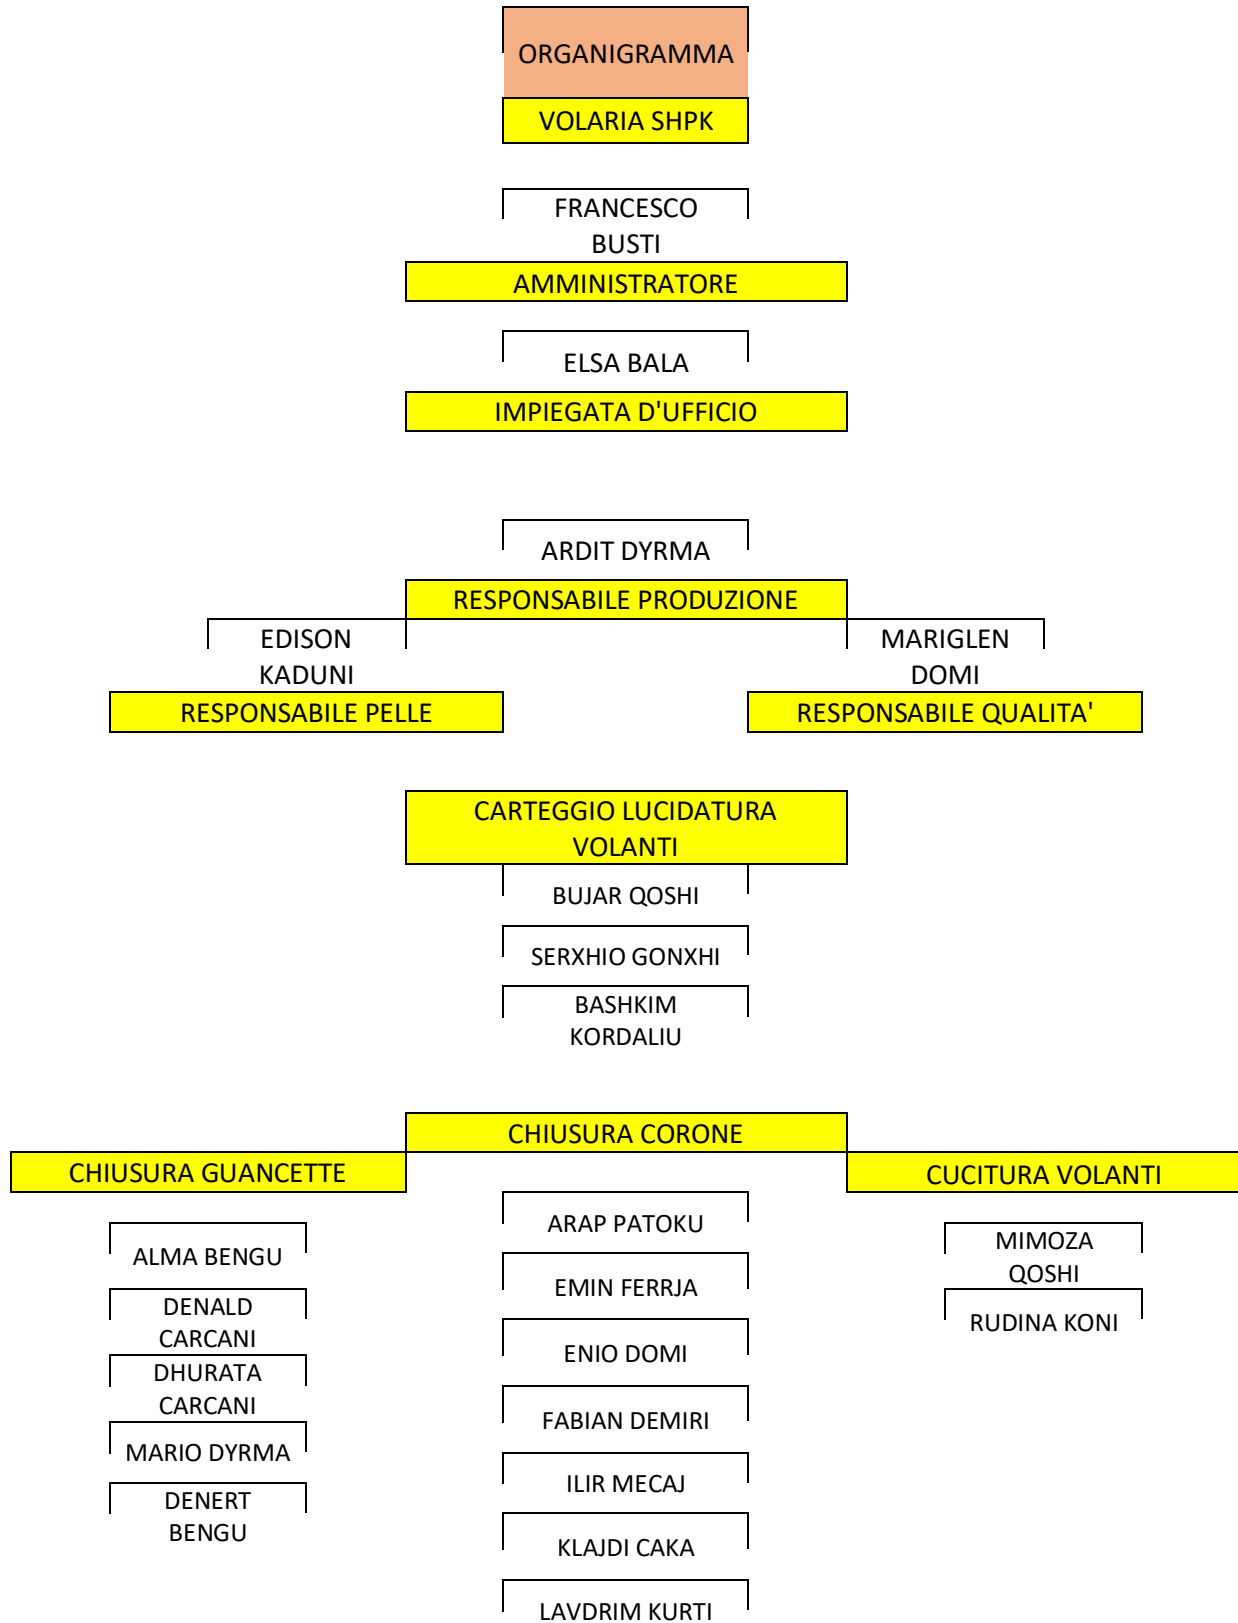 ORGANIGRAMMA
VOLARIA SHPK
FRANCESCO
BUSTI
AMMINISTRATORE
ELSA BALA
IMPIEGATA D'UFFICIO
ARDIT DYRMA
RESPONSABILE PRODUZIONE
EDISON
KADUNI
RESPONSABILE PELLE
MARIGLEN
DOMI
RESPONSABILE QUALITA'
CARTEGGIO LUCIDATURA
VOLANTI
BUJAR QOSHI
SERXHIO GONXHI
BASHKIM
KORDALIU
CHIUSURA GUANCETTE
ALMA BENGU
DENALD
CARCANI
DHURATA
CARCANI
MARIO DYRMA
DENERT
BENGU
CHIUSURA CORONE
ARAP PATOKU
EMIN FERRJA
ENIO DOMI
FABIAN DEMIRI
ILIR MECAJ
KLAJDI CAKA
LAVDRIM KURTI
CUCITURA VOLANTI
MIMOZA
QOSHI
RUDINA KONI